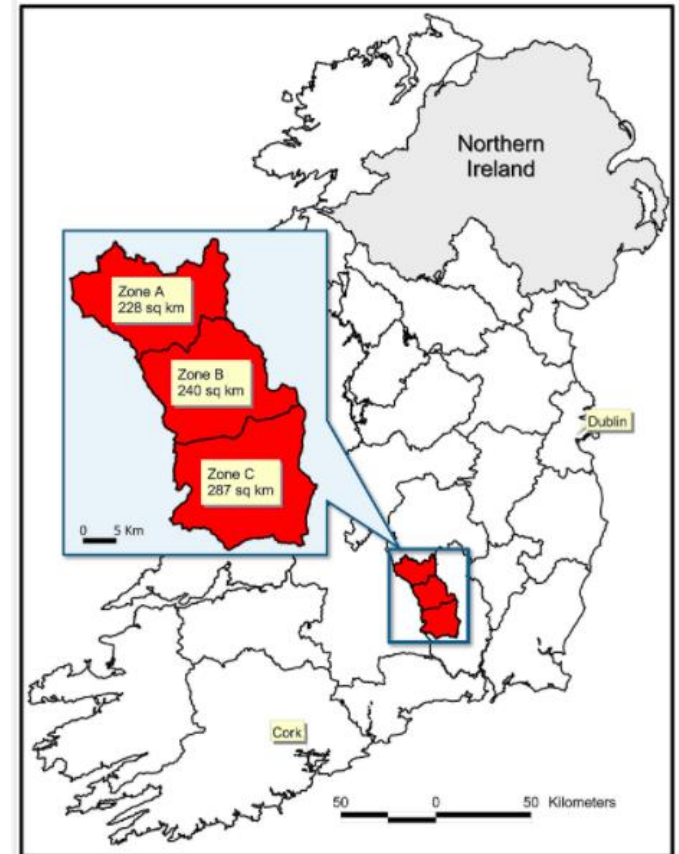 Northern
Ireland
Zone A
228 sq km
Zone B
240 sq km
Zone C
287 sq km
0 5 Km
Dublin
Cork
50 0 50 Kilometers